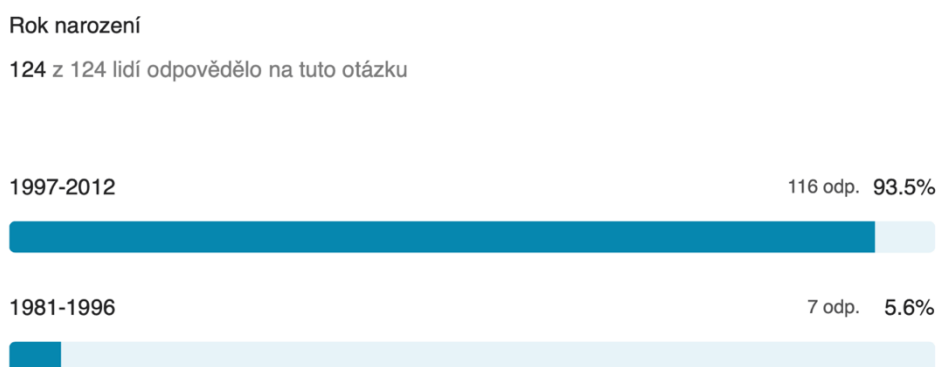 Rok narození
124 z 124 lidí odpovědělo na tuto otázku
1997-2012 116 odp. 93.5%
1981-1996 7 odp. 5.6%